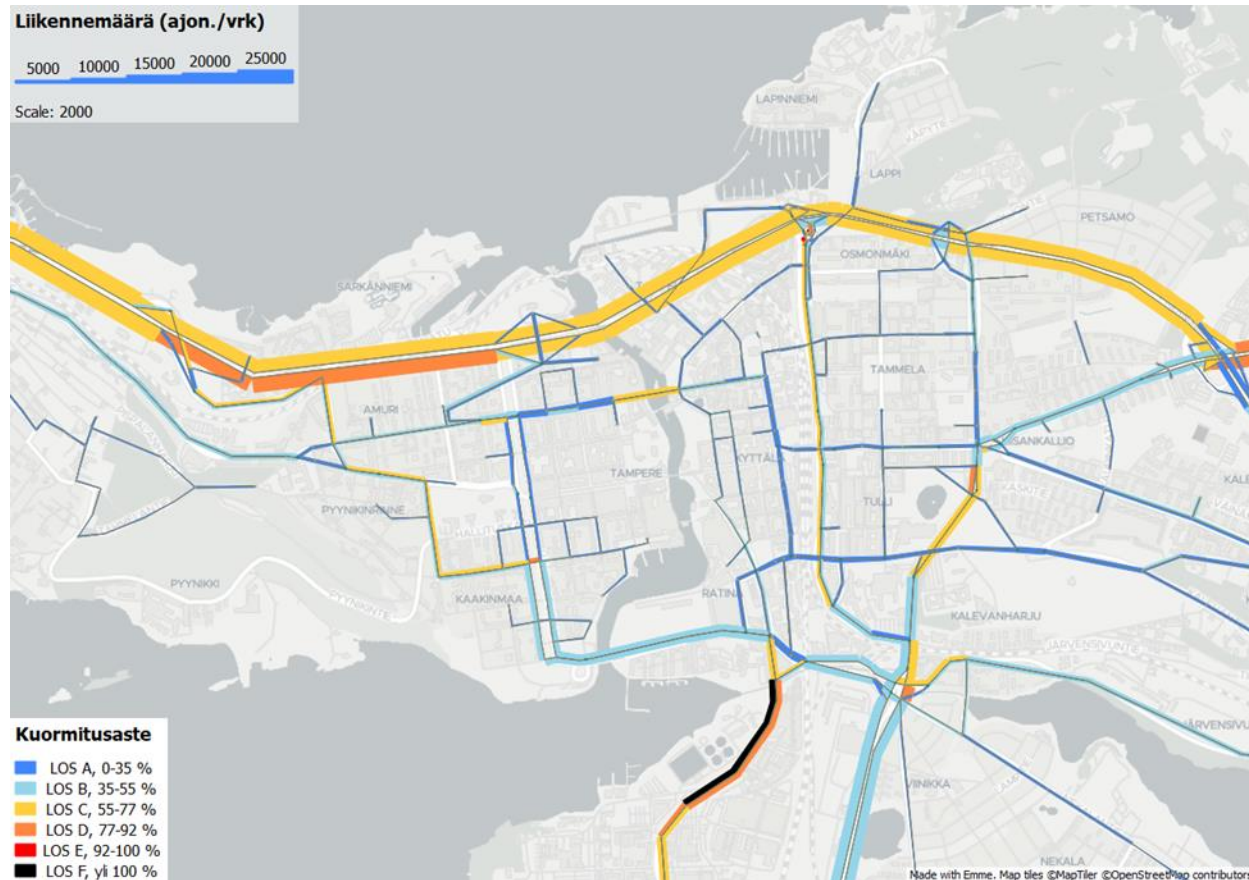 Liikennemäärä (ajon./vrk)
5000 10000 15000 20000 25000
Scale: 2000
LAPINNIEMI
KÄPYTIE
LAPPI
PETSAMO
OSMONMÄKI
SÄRKÄNNIEMI
TAMMELA
AMURI
KYTTÄLÄ
TAMPERE
TULLI
PYYNIKINRINNE
PYYNIKKI
PYYNIKINTIE
KAAKINMAA
RATINA
KALEVANHARJU
JÄRVENSIVUNTIE
VIINIKKA
NEKALA
Kuormitusaste
LOS A, 0-35 %
LOS B, 35-55 %
LOS C, 55-77 %
LOS D, 77-92 %
LOS E, 92-100 %
LOS F, yli 100 %
Made with Emme. Map tiles ©MapTiler ©OpenStreetMap contributors